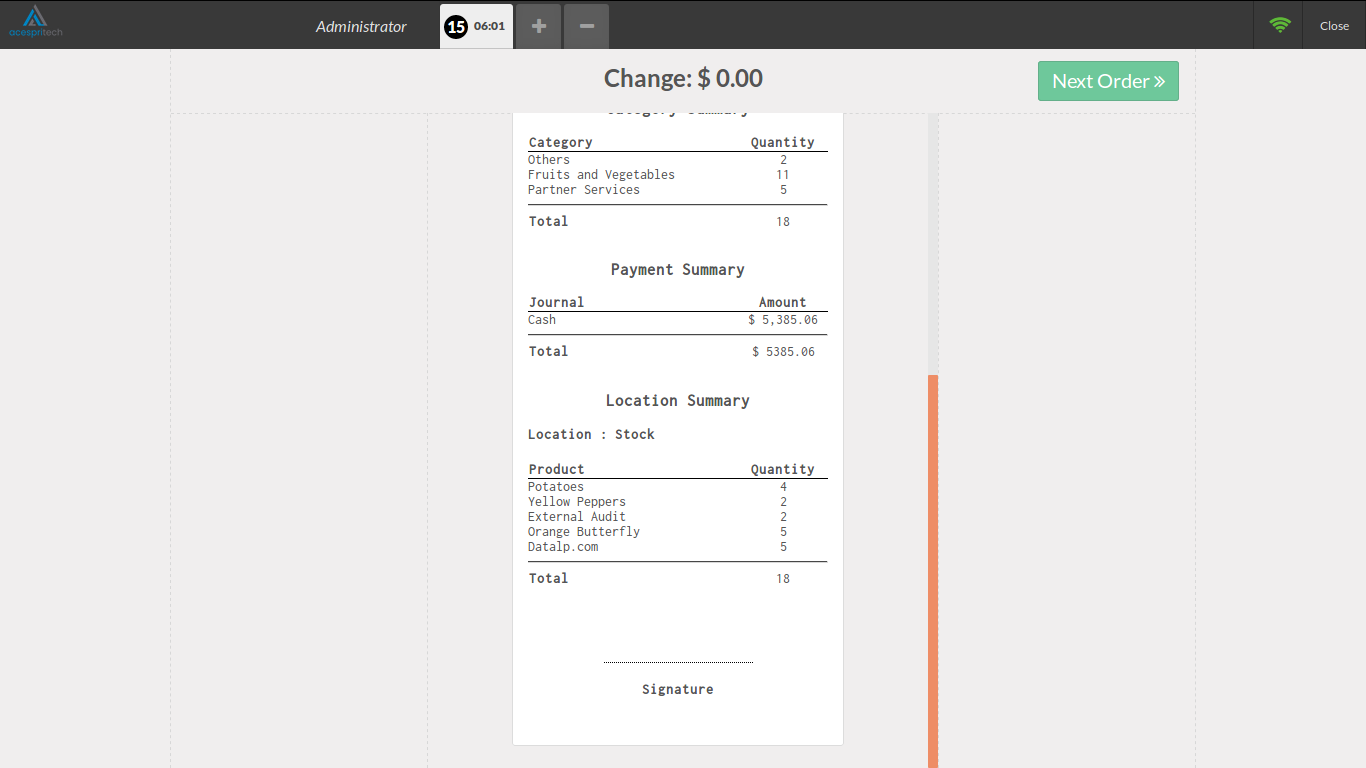 acespritech
Administrator
15 06:01
Close
Change: $ 0.00
Next Order »
Category Summary
Category Quantity
Others 2
Fruits and Vegetables 11
Partner Services 5
Total 18
Payment Summary
Journal Amount
Cash $ 5,385.06
Total $ 5385.06
Location Summary
Location : Stock
Product Quantity
Potatoes 4
Yellow Peppers 2
External Audit 2
Orange Butterfly 5
Datalp.com 5
Total 18
Signature